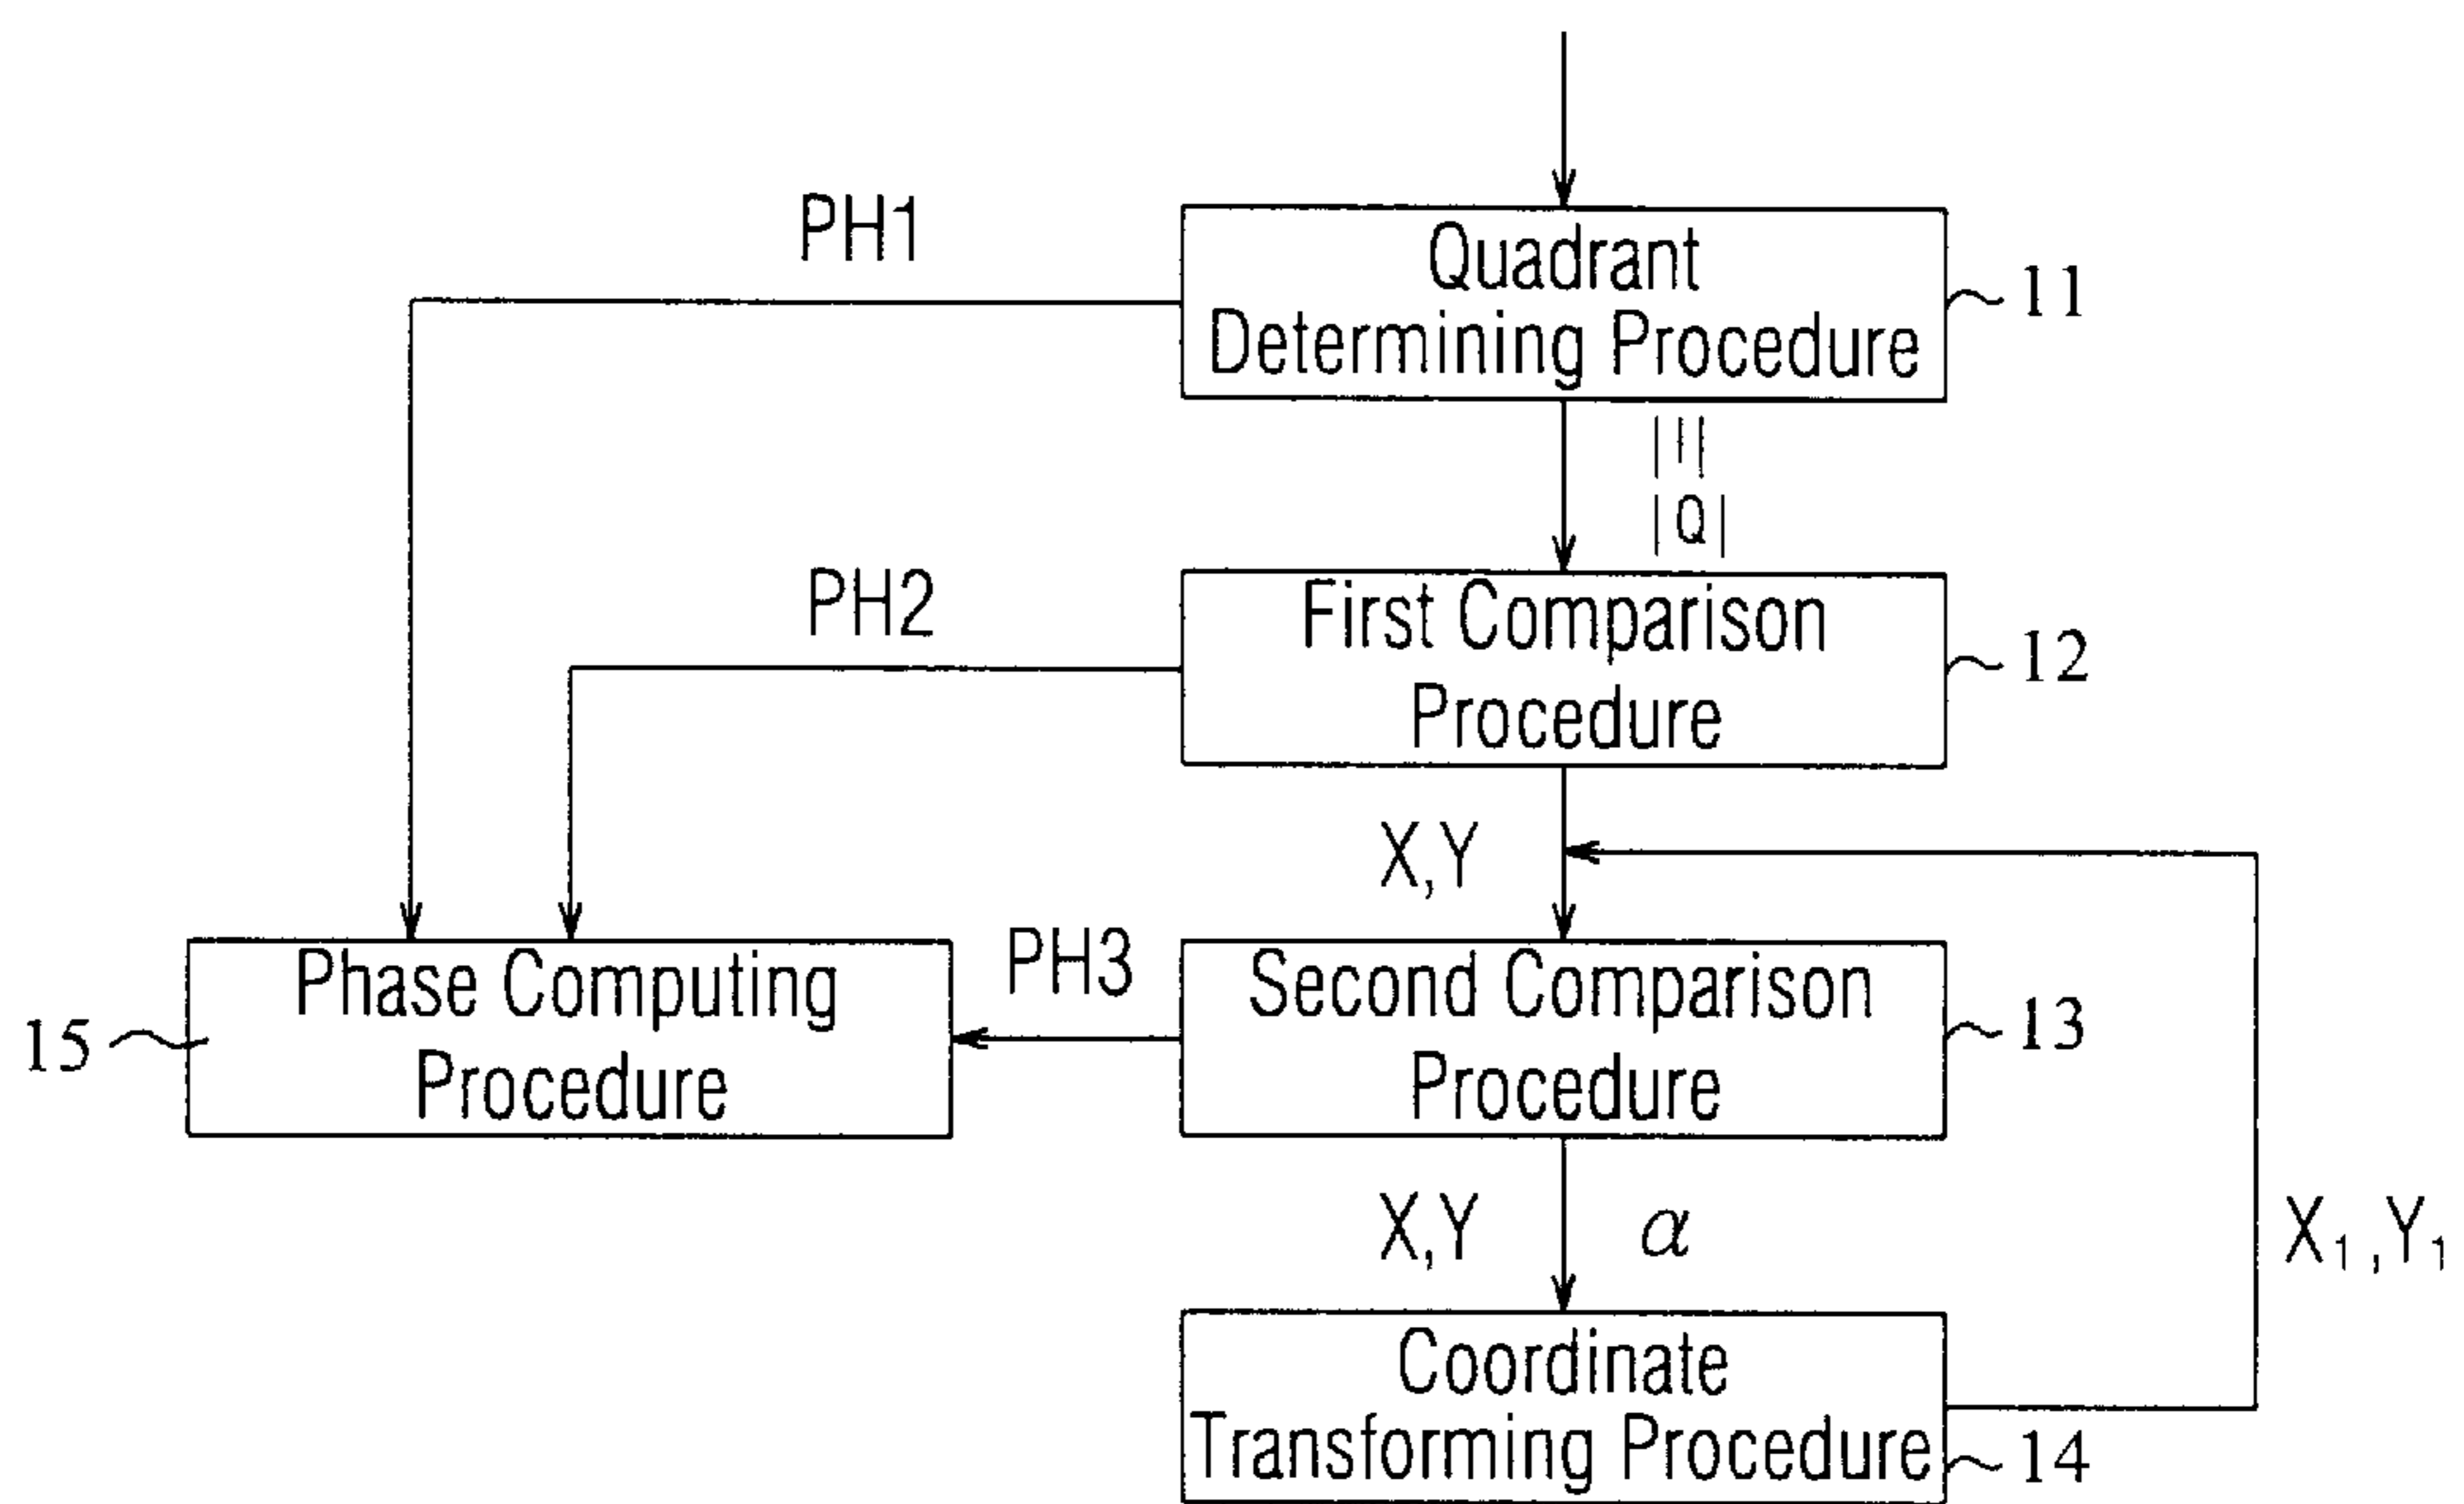 PH1
Quadrant
Determining Procedure
11
|I|
|Q|
PH2
First Comparison
Procedure
12
X,Y
15
Phase Computing
Procedure
PH3
Second Comparison
Procedure
13
X,Y
α
X₁,Y₁
Coordinate
Transforming Procedure
14